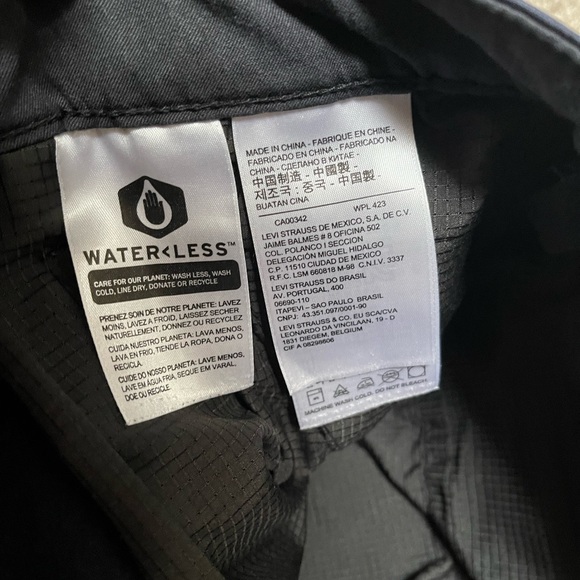 WATER<LESS™
CARE FOR OUR PLANET: WASH LESS, WASH
COLD, LINE DRY, DONATE OR RECYCLE
PRENEZ SOIN DE NOTRE PLANETE: LAVEZ
MOINS, LAVEZ A FROID, LAISSEZ SECHER
NATURELLEMENT, DONNEZ OU RECYCLEZ
CUIDA NUESTRO PLANETA: LAVA MENOS,
LAVA EN FRIO, TIENDE LA ROPA, DONA O
RECICLA.
CUIDE DO NOSSO PLANETA: LAVE MENOS.
LAVE EM ÁGUA FRIA, SEQUE EM VARAL.
DOE OU RECICLE.
MADE IN CHINA - FABRIQUE EN CHINE -
FABRICADO EN CHINA - FABRICADO NA
CHINA - СДЕЛАНО В КИТАЕ -
中国制造 - 中國製 -
제조국 : 중국 -
BUATAN CINA
CA00342 WPL 423
LEVI STRAUSS DE MEXICO, S.A. DE C.V.
JAIME BALMES # 8 OFICINA 502
COL. POLANCO I SECCION
DELEGACIÓN MIGUEL HIDALGO
C.P. 11510 CIUDAD DE MEXICO
R.F.C. LSM 660818 M-98 C.N.I.V. 3337
LEVI STRAUSS DO BRASIL
AV. PORTUGAL, 400
06690-110
ITAPEVI – SAO PAULO BRASIL
CNPJ: 43.351.097/0001-90
LEVI STRAUSS & CO. EU SCA/CVA
LEONARDO DA VINCILAAN, 19 - D
1831 DIEGEM, BELGIUM
CIF A 08298606
MACHINE WASH COLD. DO NOT BLEACH